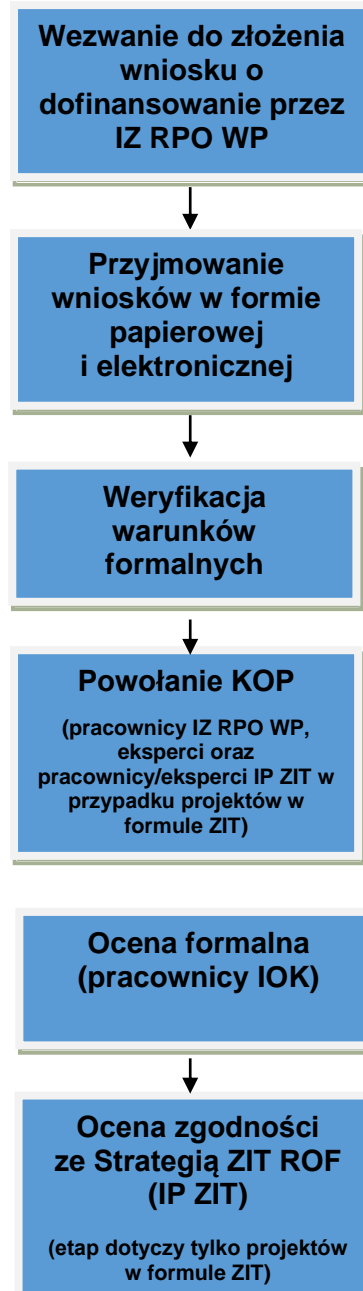 Wezwanie do złożenia
wniosku o
dofinansowanie przez
IZ RPO WP
Przyjmowanie
wniosków w formie
papierowej
i elektronicznej
Weryfikacja
warunków
formalnych
Powołanie KOP
(pracownicy IZ RPO WP,
eksperci oraz
pracownicy/eksperci IP ZIT w
przypadku projektów w
formule ZIT)
Ocena formalna
(pracownicy IOK)
Ocena zgodności
ze Strategią ZIT ROF
(IP ZIT)
(etap dotyczy tylko projektów
w formule ZIT)